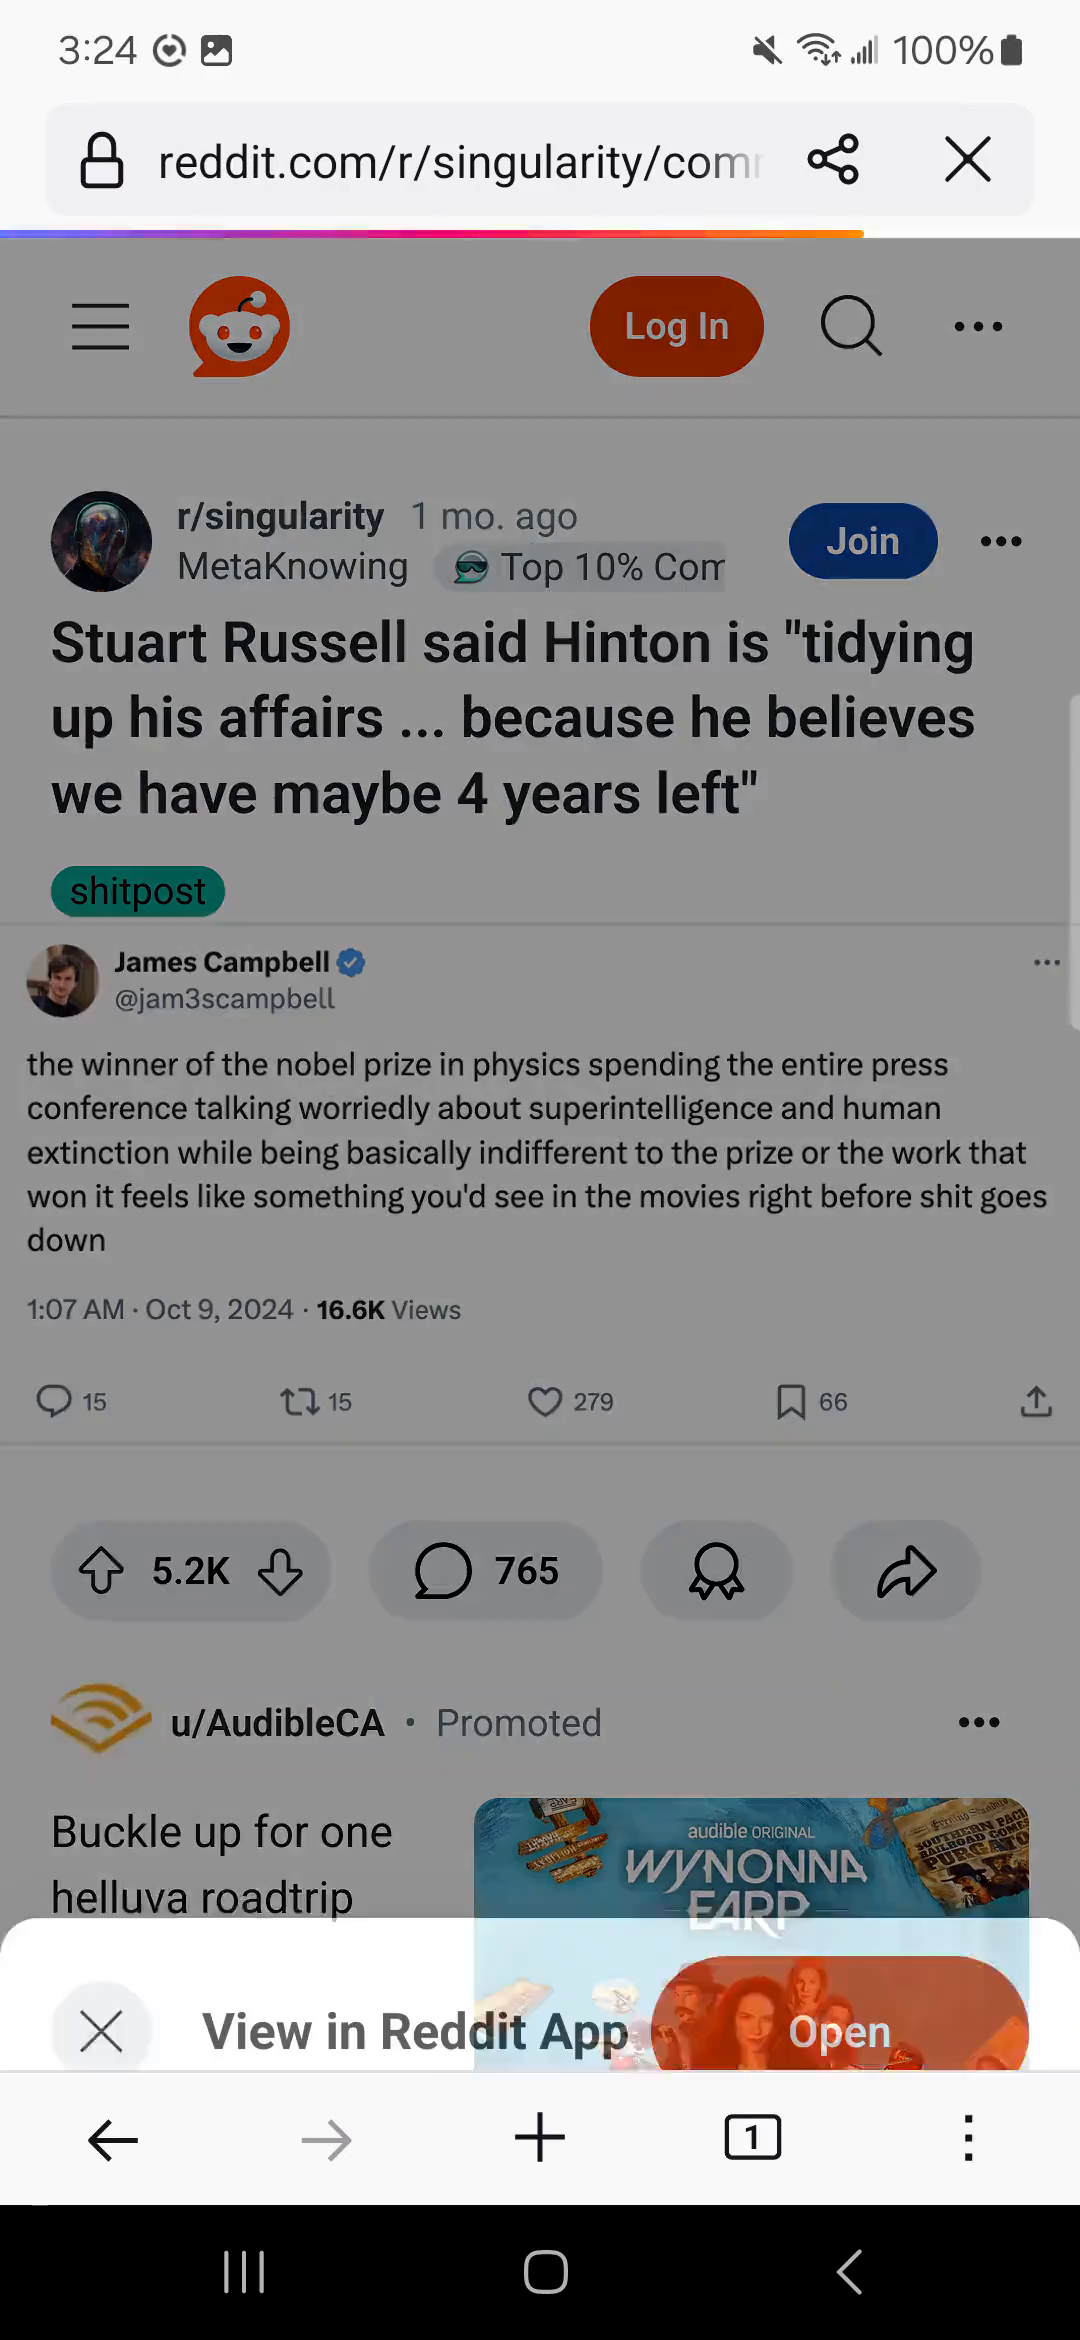 3:24
100%
reddit.com/r/singularity/com
Log In
r/singularity 1 mo. ago
MetaKnowing Top 10% Com
Join
Stuart Russell said Hinton is "tidying
up his affairs ... because he believes
we have maybe 4 years left"
shitpost
James Campbell
@jam3scampbell
the winner of the nobel prize in physics spending the entire press
conference talking worriedly about superintelligence and human
extinction while being basically indifferent to the prize or the work that
won it feels like something you'd see in the movies right before shit goes
down
1:07 AM · Oct 9, 2024 · 16.6K Views
15
15
279
66
5.2K
765
u/AudibleCA • Promoted
Buckle up for one
helluva roadtrip
audible ORIGINAL
WYNONNA
EARP
SOUTHERN PACI
RAILROAD COME
PURGATO
View in Reddit App
Open
1